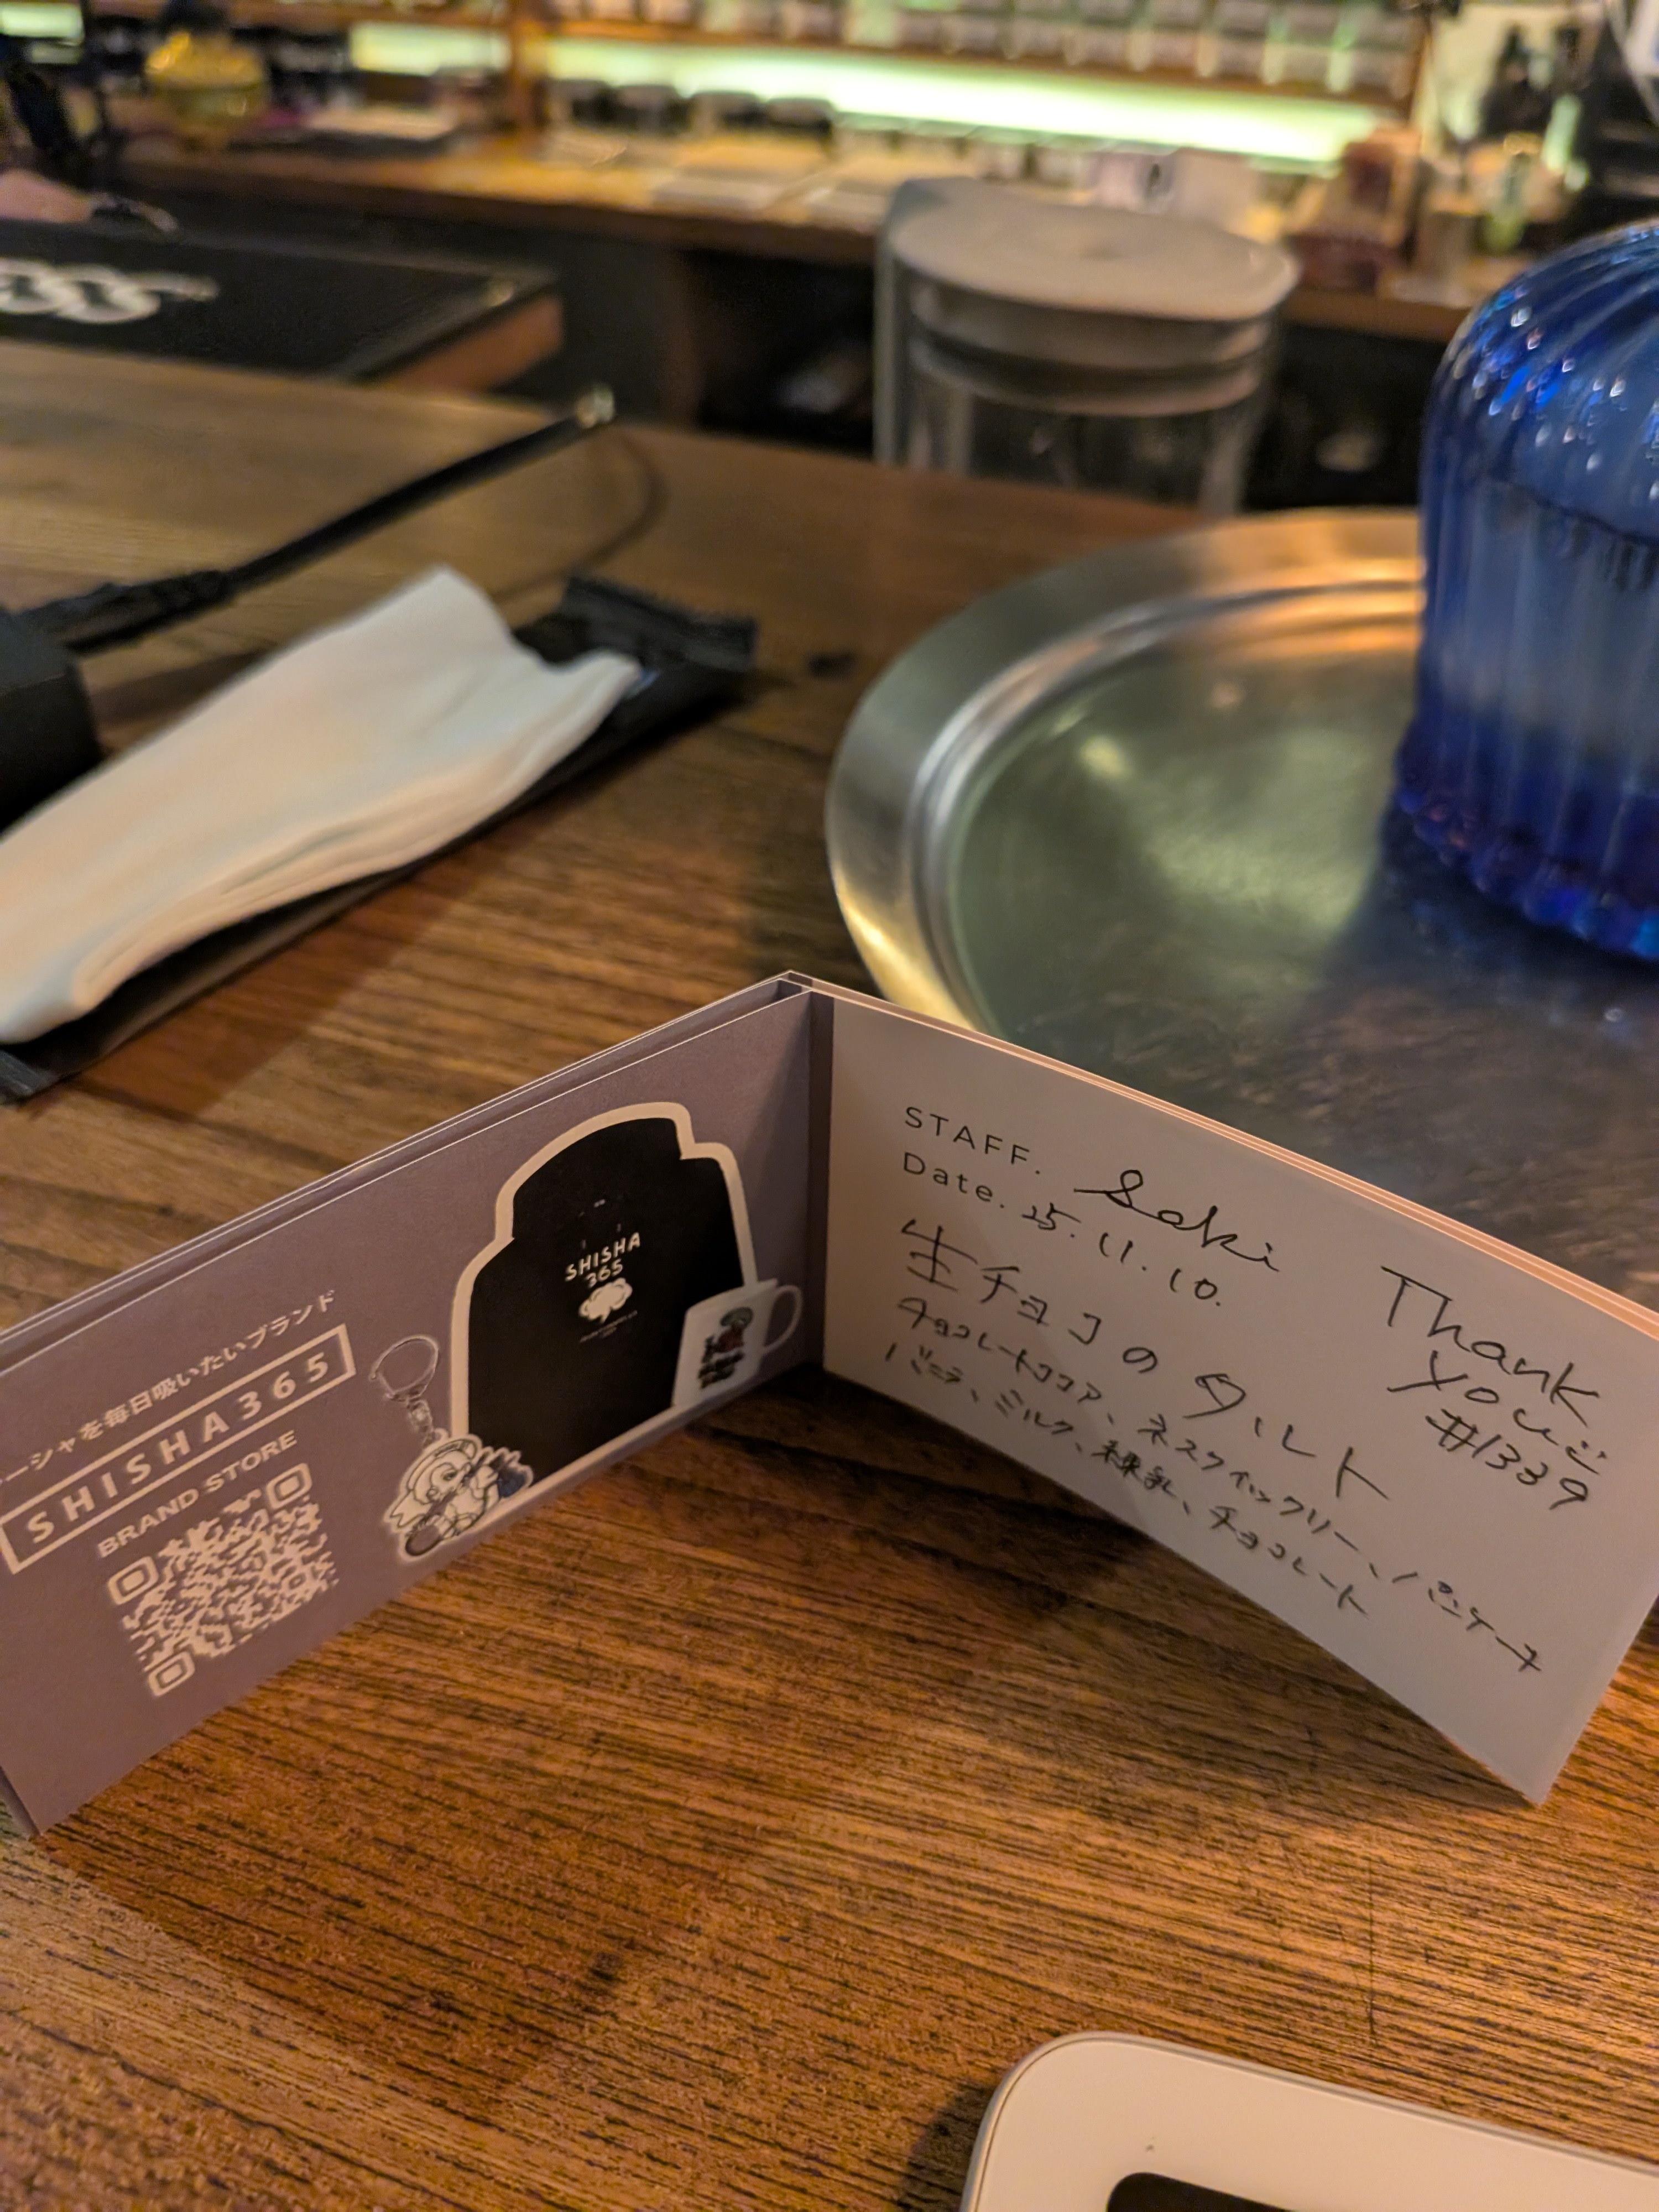 ーシャを毎日吸いたいブランド
SHISHA365
BRAND STORE
SHISHA
365
STAFF. Saki
Date. 25.11.10.
Thank
you
#1339
生チョコのタルト
チョコレートココア、ネスクイックリー、パンケーキ
バニラ、ミルク、練乳、チョコレート